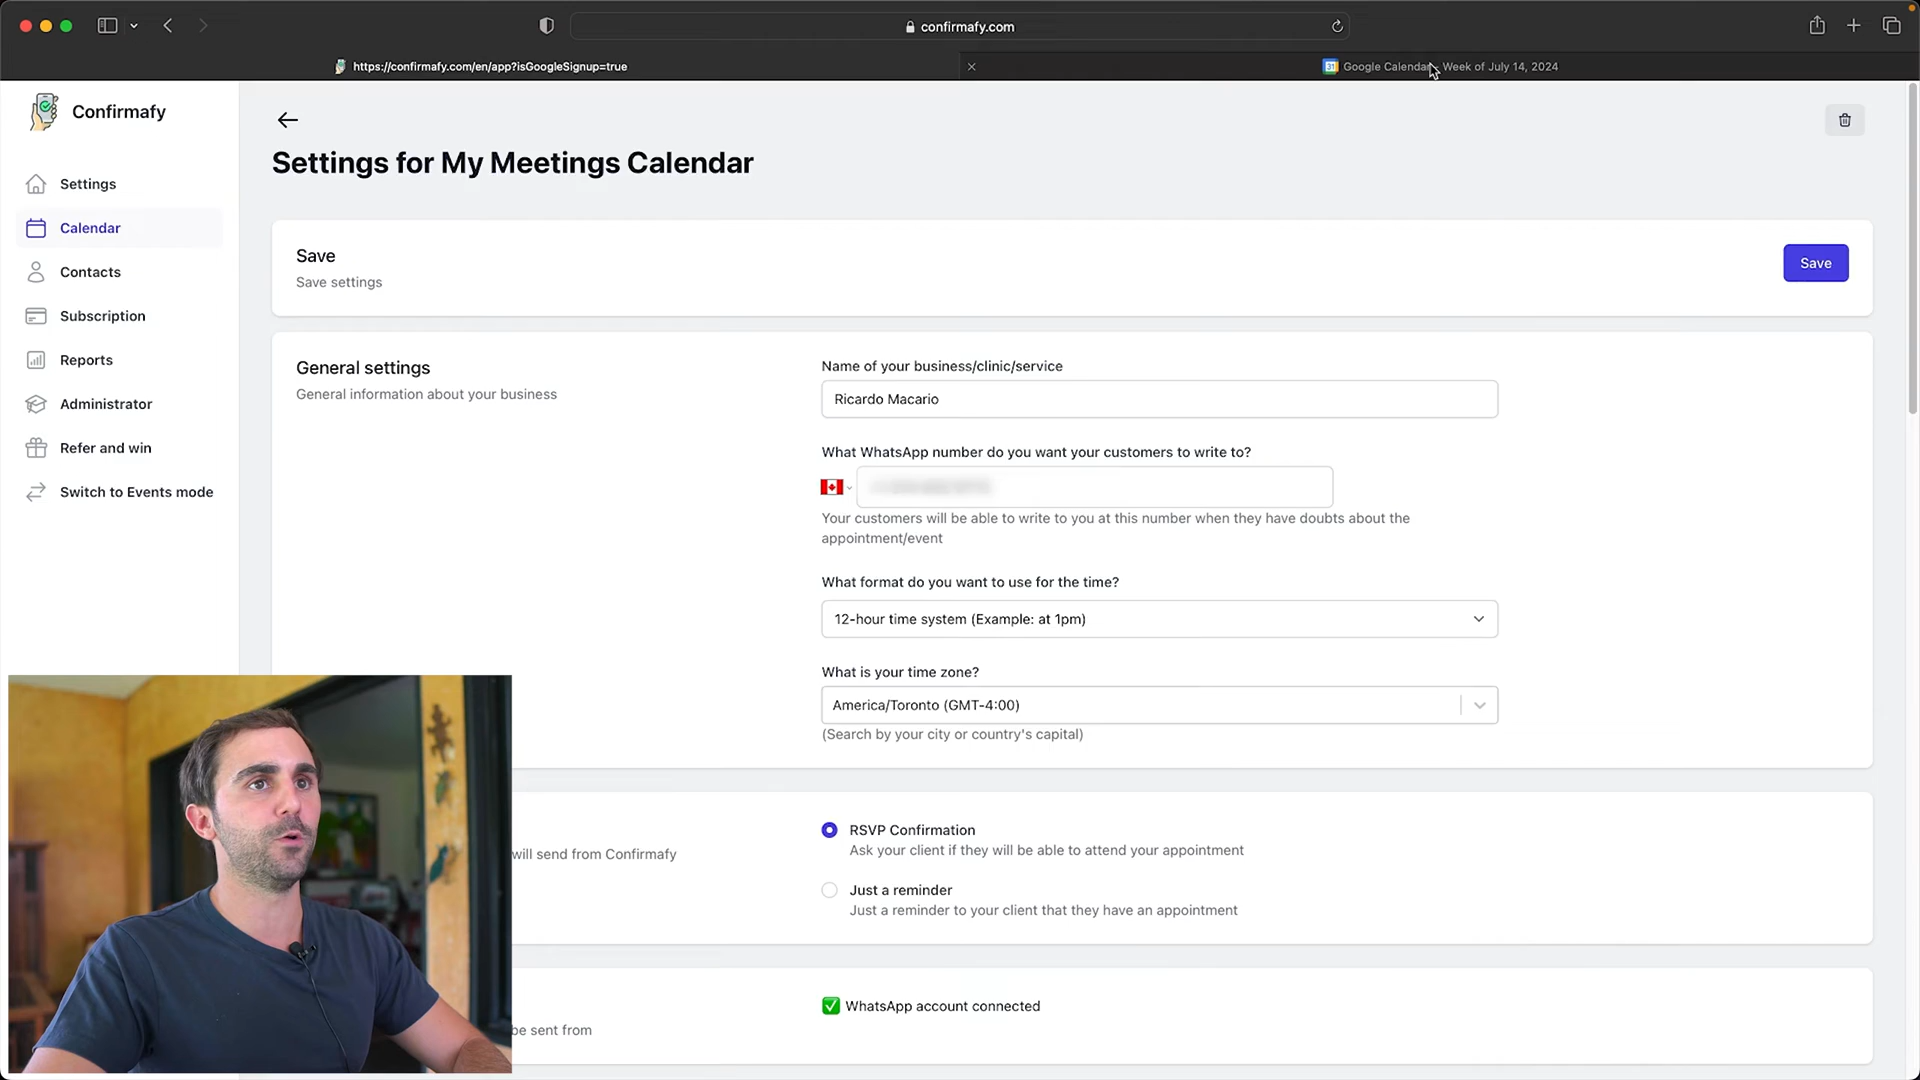 confirmafy.com
https://confirmafy.com/en/app?isGoogleSignup=true
Google Calendar - Week of July 14, 2024
Confirmafy
Settings
Calendar
Contacts
Subscription
Reports
Administrator
Refer and win
Switch to Events mode
Settings for My Meetings Calendar
Save
Save settings
Save
General settings
General information about your business
Name of your business/clinic/service
Ricardo Macario
What WhatsApp number do you want your customers to write to?
Your customers will be able to write to you at this number when they have doubts about the
appointment/event
What format do you want to use for the time?
12-hour time system (Example: at 1pm)
What is your time zone?
America/Toronto (GMT-4:00)
(Search by your city or country's capital)
will send from Confirmafy
RSVP Confirmation
Ask your client if they will be able to attend your appointment
Just a reminder
Just a reminder to your client that they have an appointment
WhatsApp account connected
be sent from